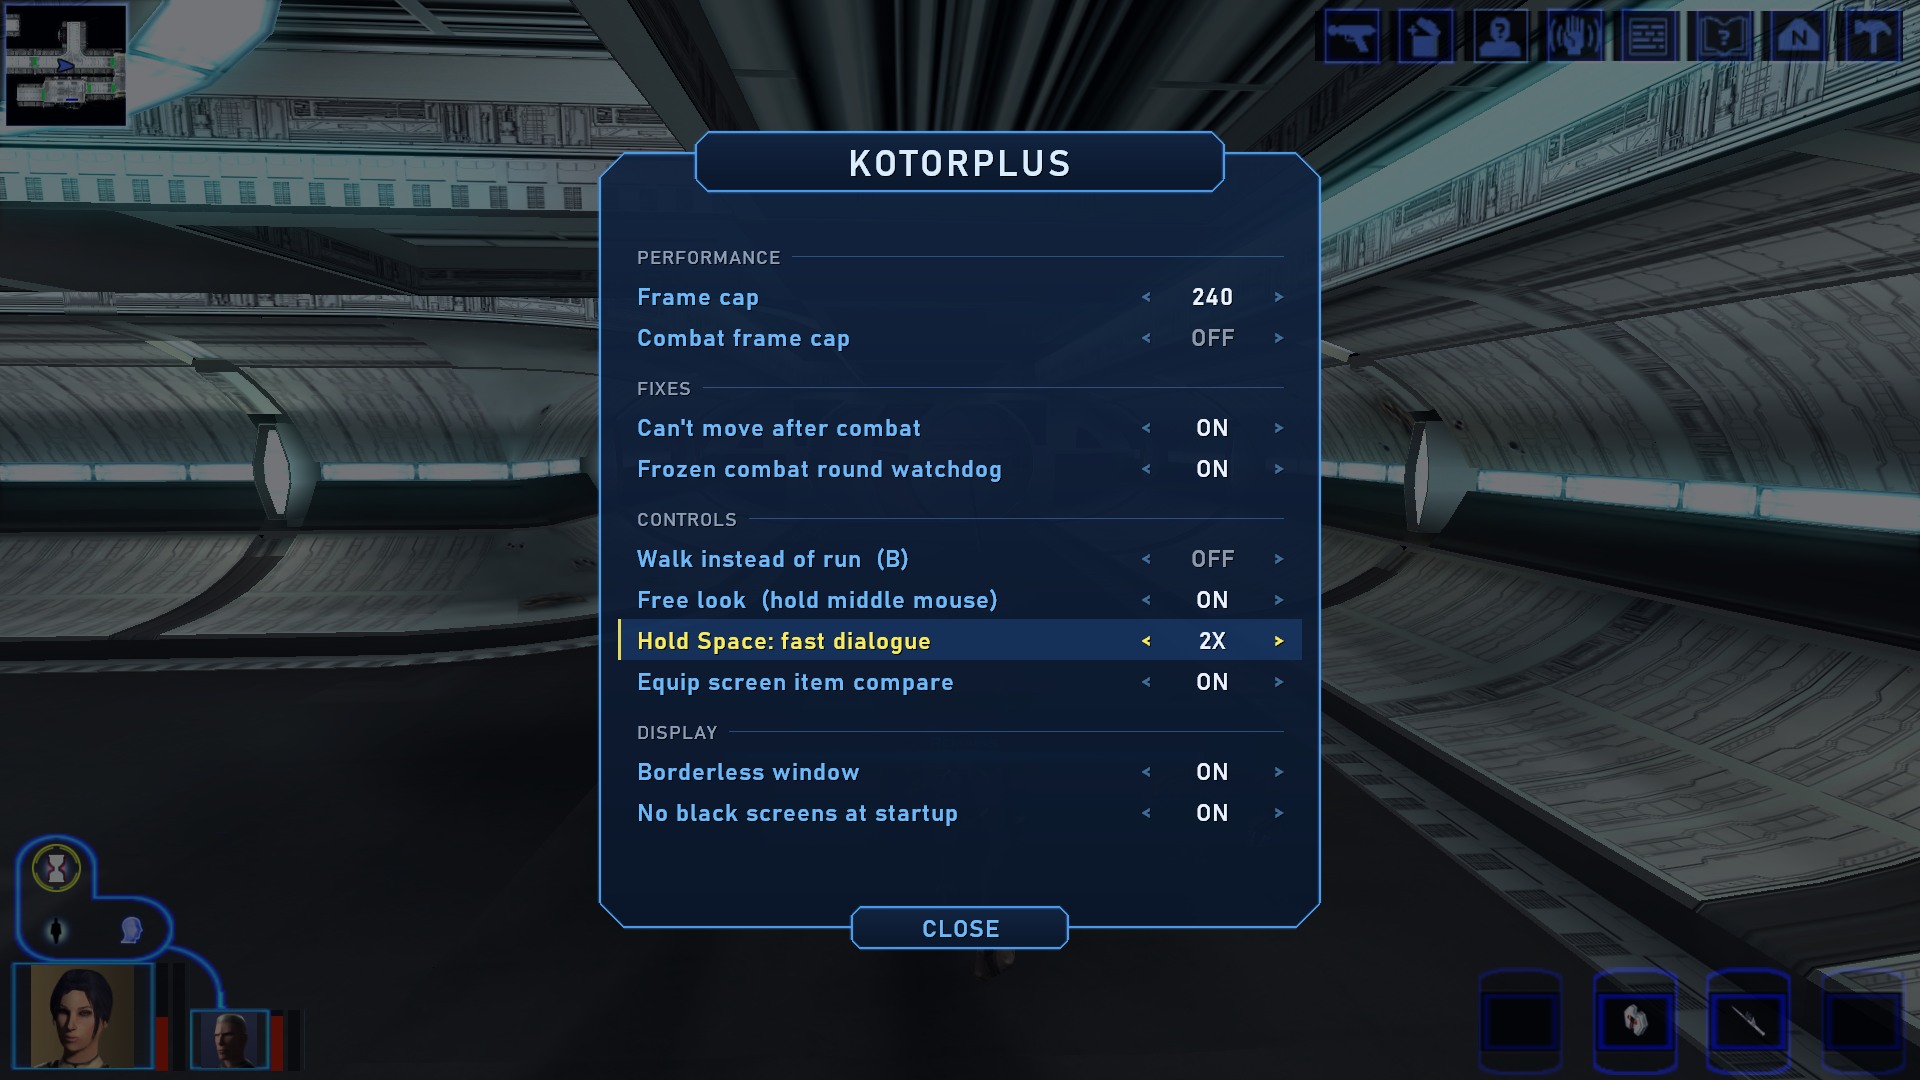 N
KOTORPLUS
PERFORMANCE
Frame cap < 240 >
Combat frame cap < OFF >
FIXES
Can't move after combat < ON >
Frozen combat round watchdog < ON >
CONTROLS
Walk instead of run (B) < OFF >
Free look (hold middle mouse) < ON >
Hold Space: fast dialogue < 2X >
Equip screen item compare < ON >
DISPLAY
Borderless window < ON >
No black screens at startup < ON >
CLOSE